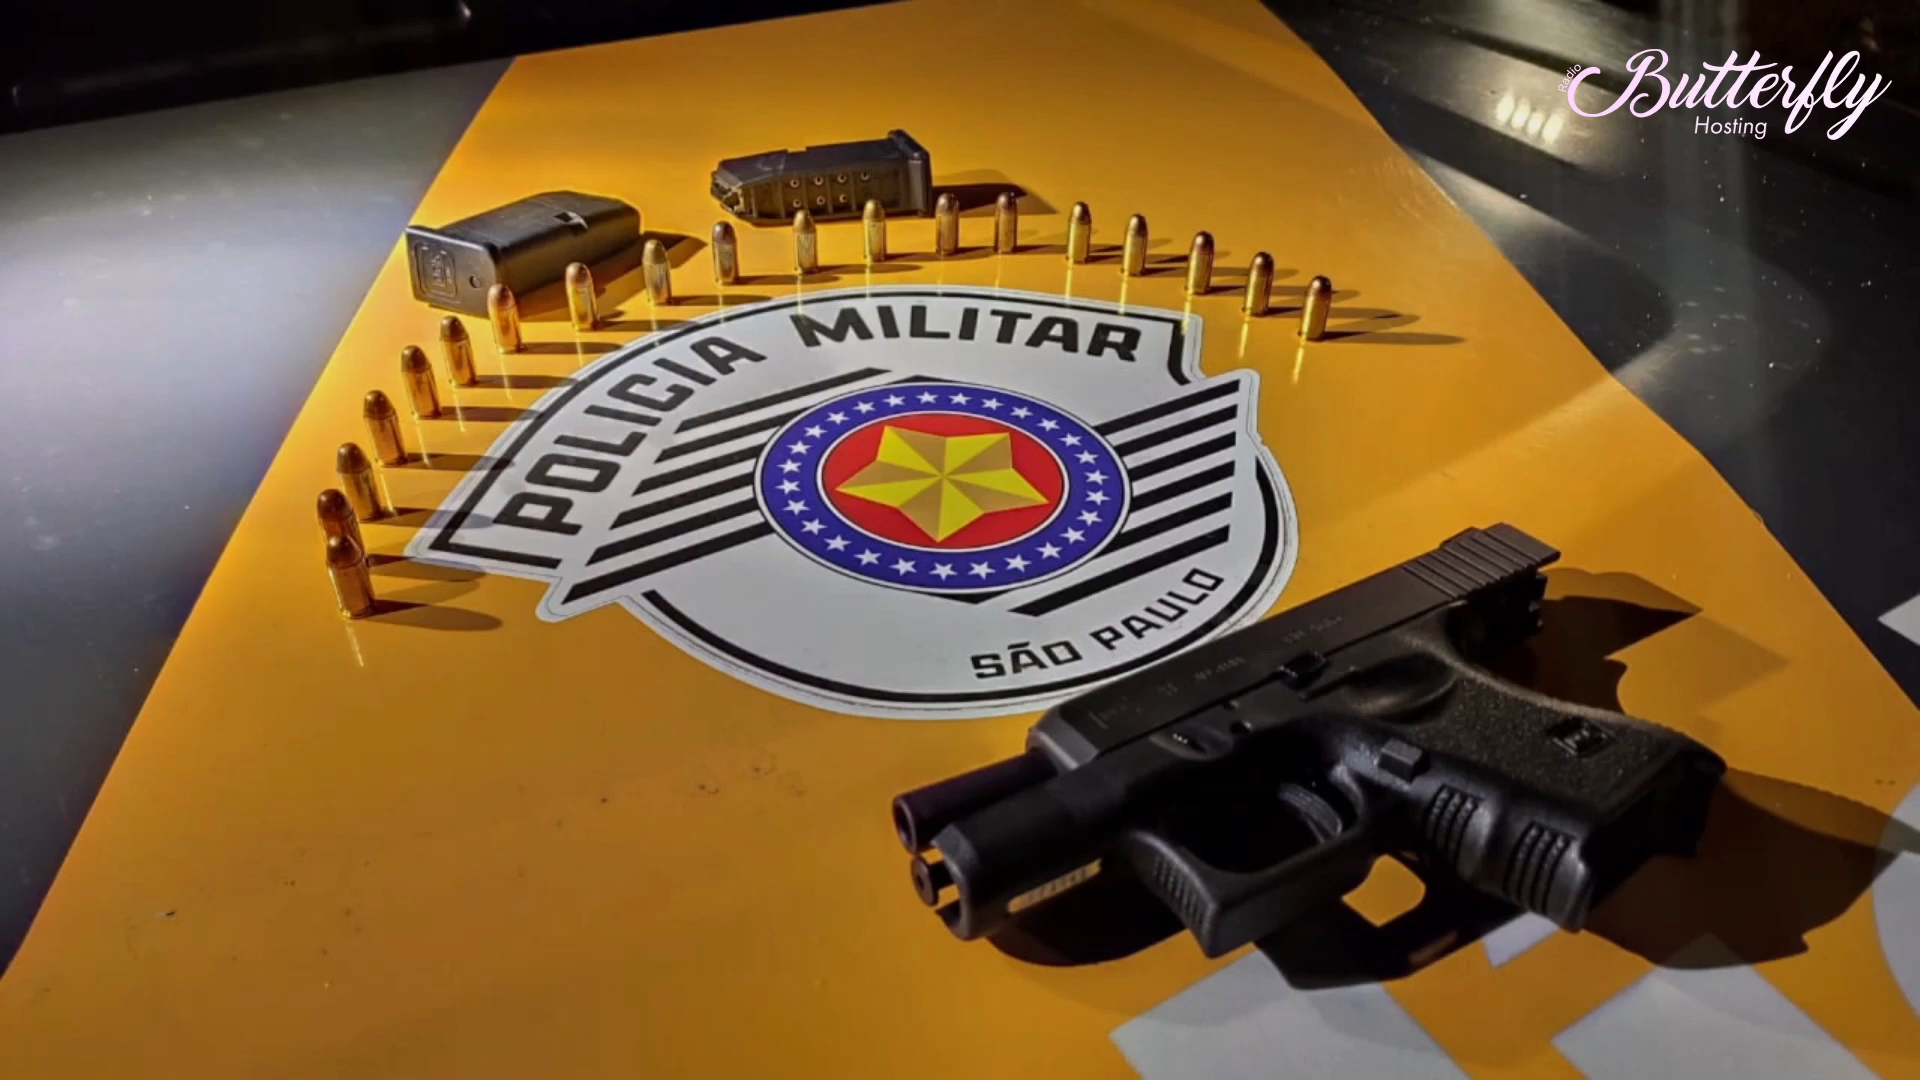 Radio
Butterfly
Hosting
POLICIA MILITAR
SÃO PAULO